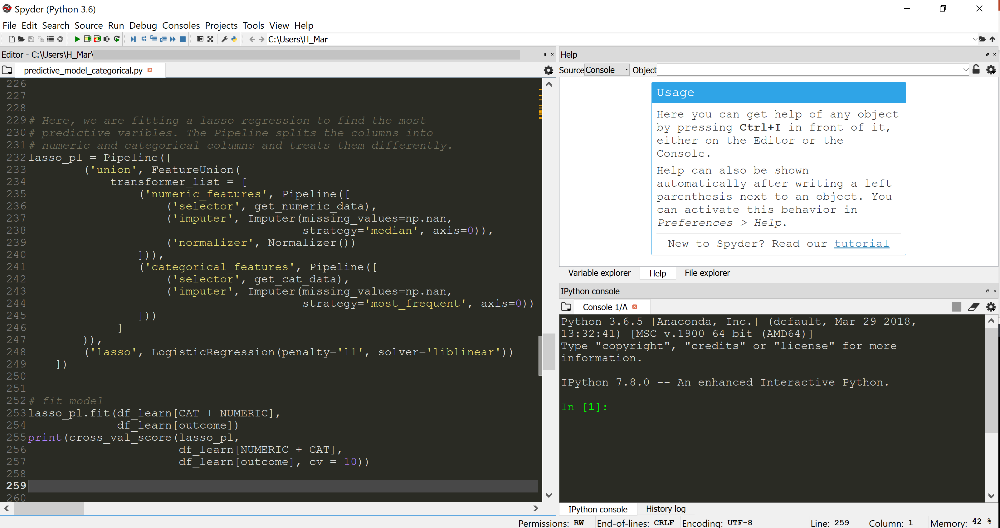 Spyder (Python 3.6)
File Edit Search Source Run Debug Consoles Projects Tools View Help
C:\Users\H_Mar
Editor - C:\Users\H_Mar\
predictive_model_categorical.py
226
227
228
229 # Here, we are fitting a lasso regression to find the most
230 # predictive varibles. The Pipeline splits the columns into
231 # numeric and categorical columns and treats them differently.
232 lasso_pl = Pipeline([
233         ('union', FeatureUnion(
234             transformer_list = [
235                 ('numeric_features', Pipeline([
236                     ('selector', get_numeric_data),
237                     ('imputer', Imputer(missing_values=np.nan,
238                                         strategy='median', axis=0)),
239                     ('normalizer', Normalizer())
240                 ])),
241                 ('categorical_features', Pipeline([
242                     ('selector', get_cat_data),
243                     ('imputer', Imputer(missing_values=np.nan,
244                                         strategy='most_frequent', axis=0))
245                 ]))
246             ]
247         )),
248         ('lasso', LogisticRegression(penalty='l1', solver='liblinear'))
249     ])
250
251
252 # fit model
253 lasso_pl.fit(df_learn[CAT + NUMERIC],
254              df_learn[outcome])
255 print(cross_val_score(lasso_pl,
256                       df_learn[NUMERIC + CAT],
257                       df_learn[outcome], cv = 10))
258
259
260
Help
Source Console Object
Usage
Here you can get help of any object
by pressing Ctrl+I in front of it,
either on the Editor or the
Console.
Help can also be shown
automatically after writing a left
parenthesis next to an object. You
can activate this behavior in
Preferences > Help.
New to Spyder? Read our tutorial
Variable explorer Help File explorer
IPython console
Console 1/A
Python 3.6.5 |Anaconda, Inc.| (default, Mar 29 2018,
13:32:41) [MSC v.1900 64 bit (AMD64)]
Type "copyright", "credits" or "license" for more
information.
IPython 7.8.0 -- An enhanced Interactive Python.
In [1]:
IPython console History log
Permissions: RW End-of-lines: CRLF Encoding: UTF-8 Line: 259 Column: 1 Memory: 42 %